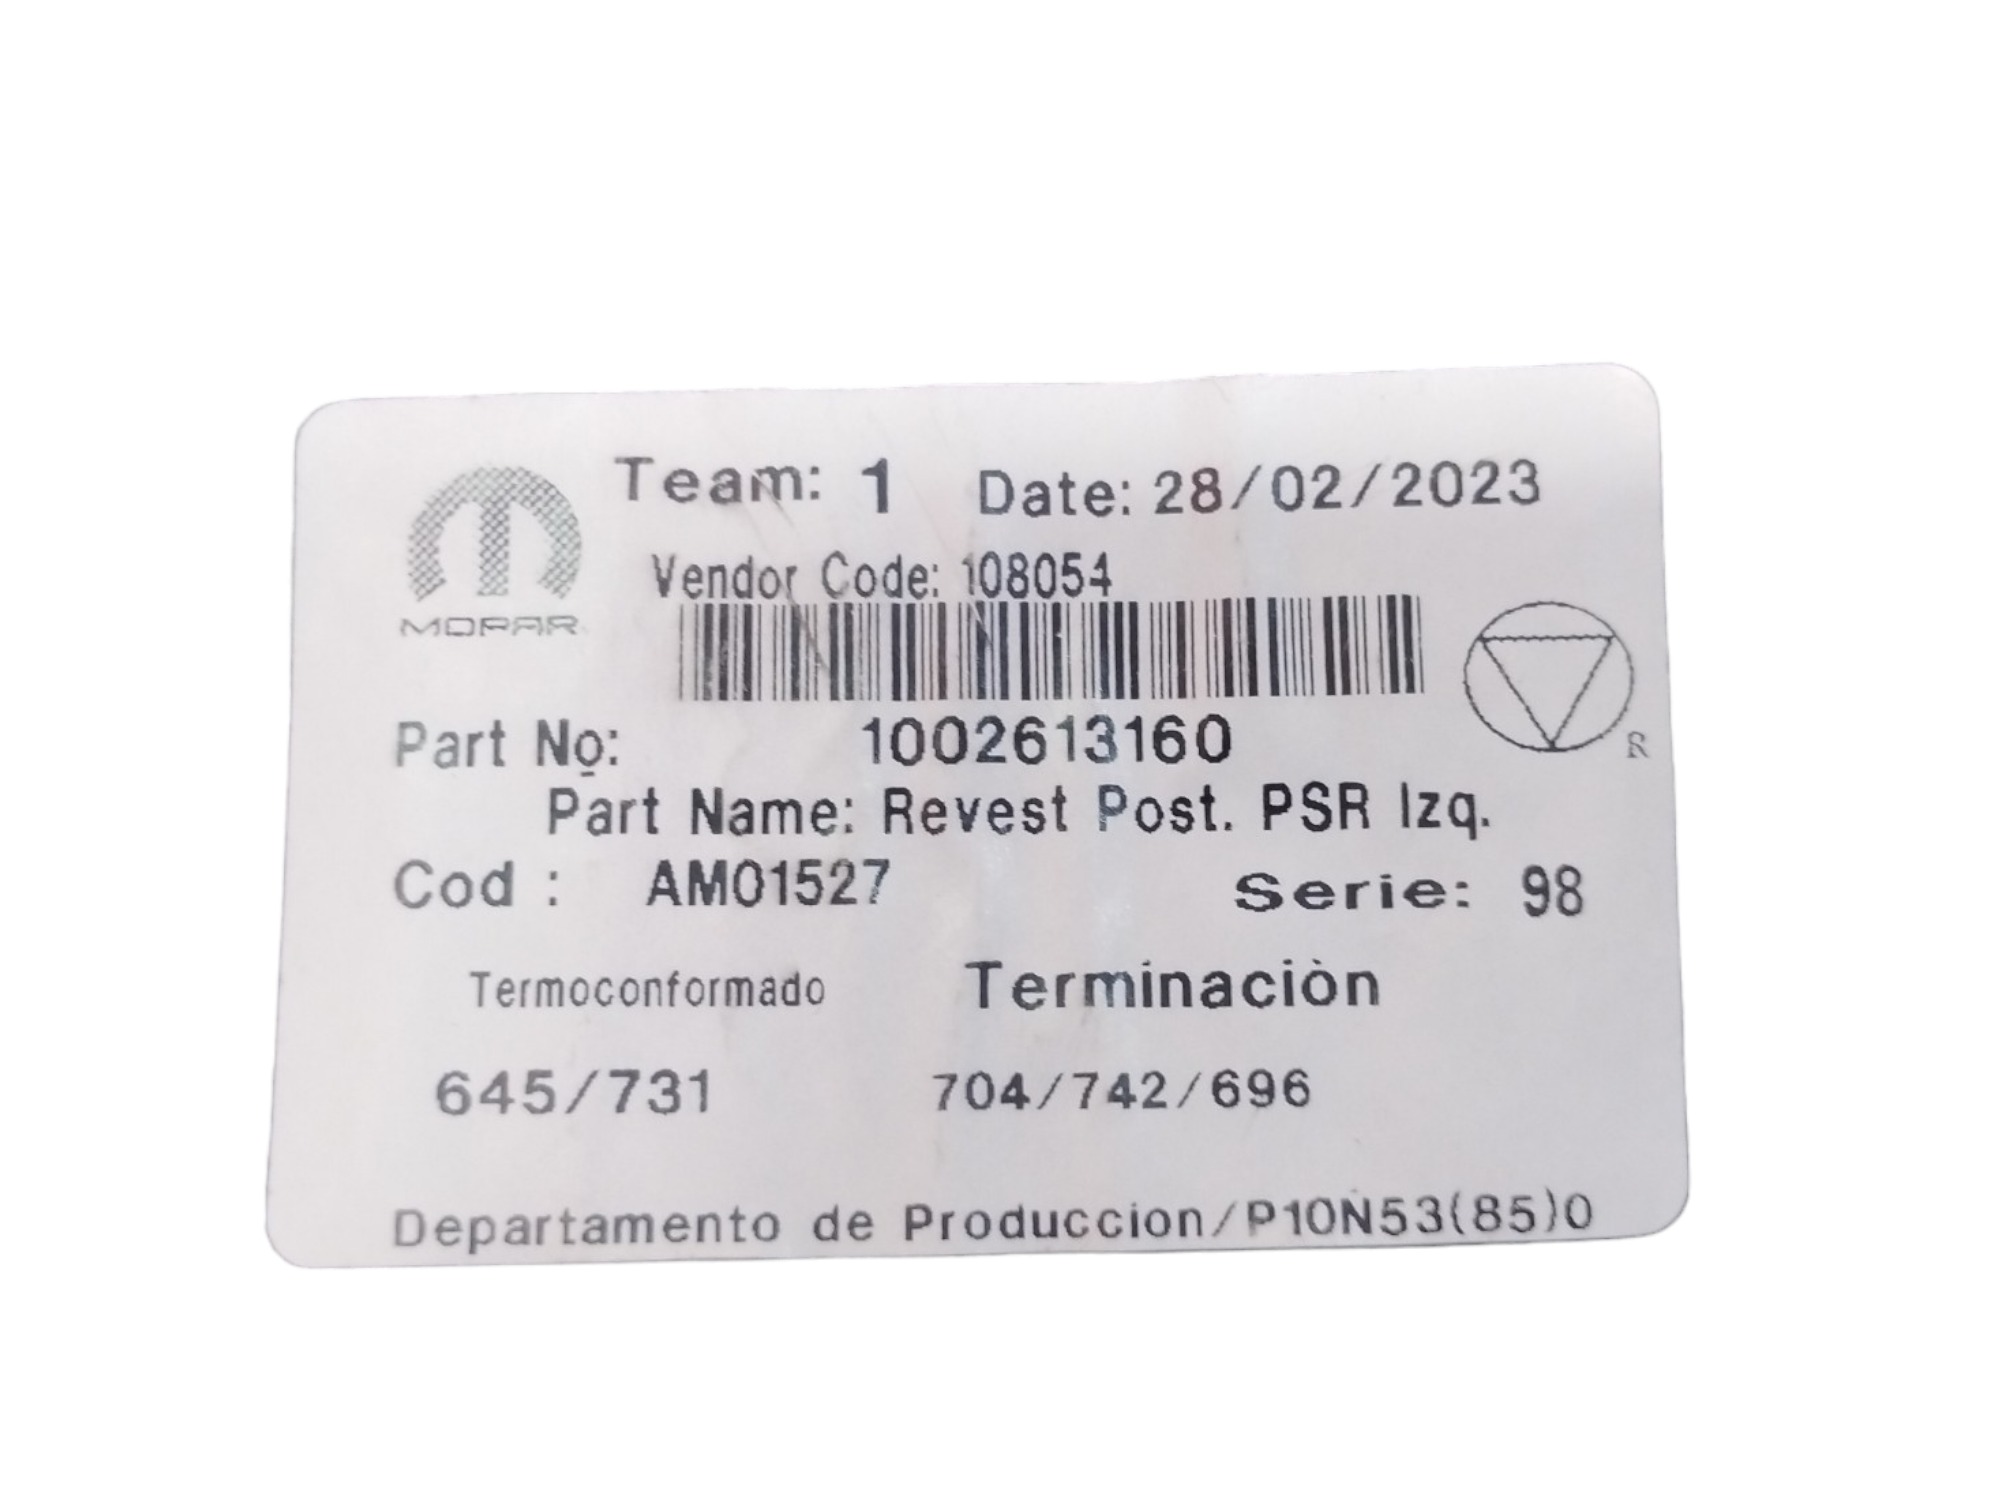 Team: 1 Date: 28/02/2023
MOPAR
Vendor Code: 108054
Part No: 1002613160
R
Part Name: Revest Post. PSR Izq.
Cod : AM01527 Serie: 98
Termoconformado Terminaciòn
645/731 704/742/696
Departamento de Produccion/P10N53(85)0